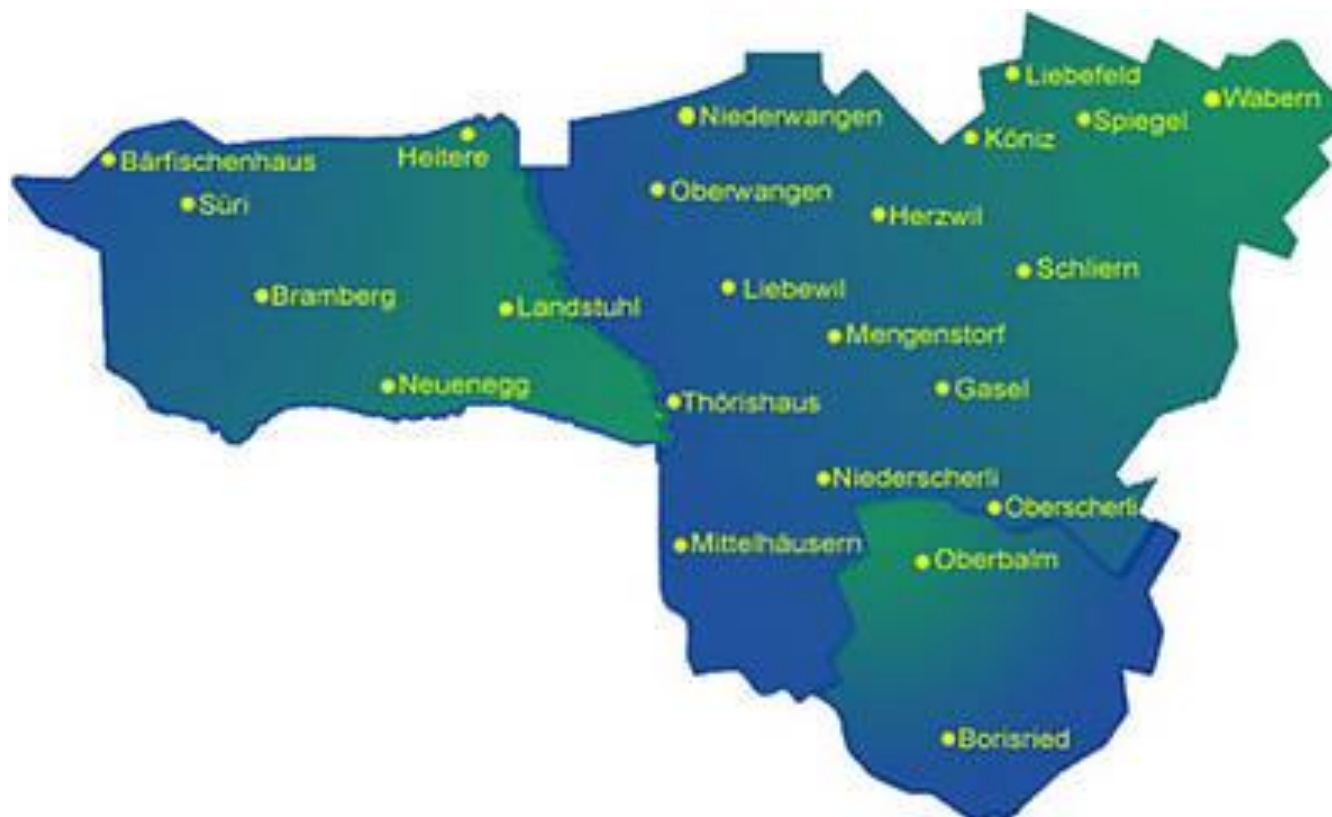 Liebefeld
Wabern
Niederwangen
Spiegel
Köniz
Heitere
Bärfischenhaus
Oberwangen
Süri
Herzwil
Schliern
Liebewil
Bramberg
Landstuhl
Mengenstorf
Neuenegg
Gasel
Thörishaus
Niederscherli
Oberscherli
Mittelhäusern
Oberbalm
Borisried